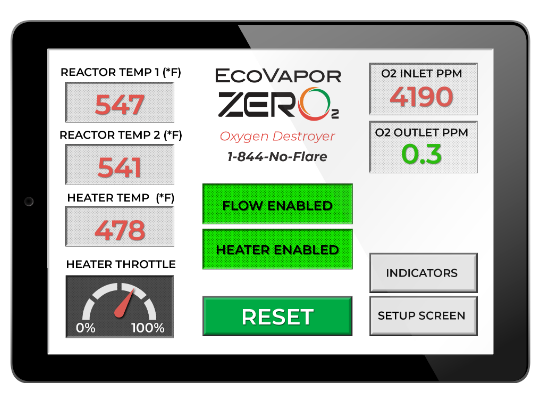 REACTOR TEMP 1 (*F)
547
REACTOR TEMP 2 (*F)
541
HEATER TEMP (*F)
478
HEATER THROTTLE
0% 100%
ECOVAPOR
ZERO2
Oxygen Destroyer
1-844-No-Flare
FLOW ENABLED
HEATER ENABLED
RESET
O2 INLET PPM
4190
O2 OUTLET PPM
0.3
INDICATORS
SETUP SCREEN